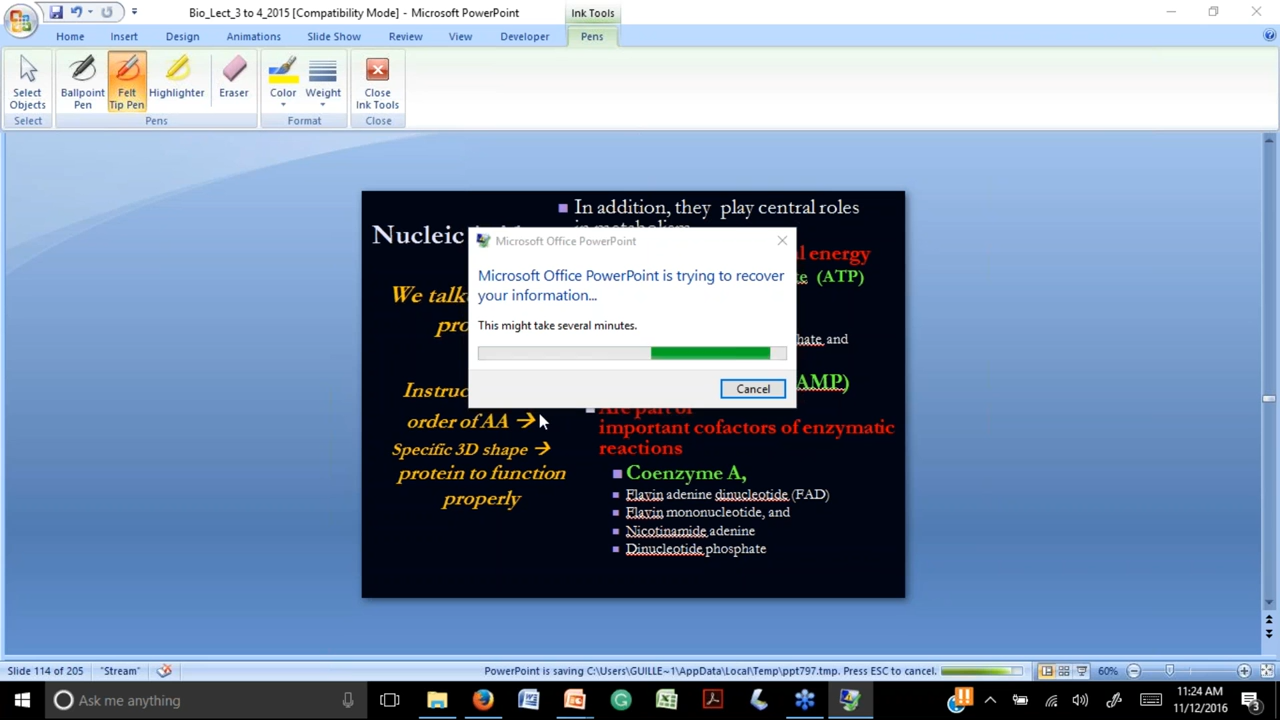 Bio_Lect_3 to 4_2015 [Compatibility Mode] - Microsoft PowerPoint
Ink Tools
Home
Insert
Design
Animations
Slide Show
Review
View
Developer
Pens
Select
Objects
Ballpoint
Pen
Felt
Tip Pen
Highlighter
Eraser
Color
Weight
Close
Ink Tools
Select
Pens
Format
Close
Nucleic
We talk
pro
Instruc
order of AA →
Specific 3D shape →
protein to function
properly
In addition, they play central roles
in metabolism
l energy
(ATP)
and
AMP)
Are part of
important cofactors of enzymatic
reactions
Coenzyme A,
Flavin adenine dinucleotide (FAD)
Flavin mononucleotide, and
Nicotinamide adenine
Dinucleotide phosphate
Microsoft Office PowerPoint
Microsoft Office PowerPoint is trying to recover
your information...
This might take several minutes.
Cancel
Slide 114 of 205
"Stream"
PowerPoint is saving C:\Users\GUILLE~1\AppData\Local\Temp\ppt797.tmp. Press ESC to cancel.
60%
Ask me anything
11:24 AM
11/12/2016
3